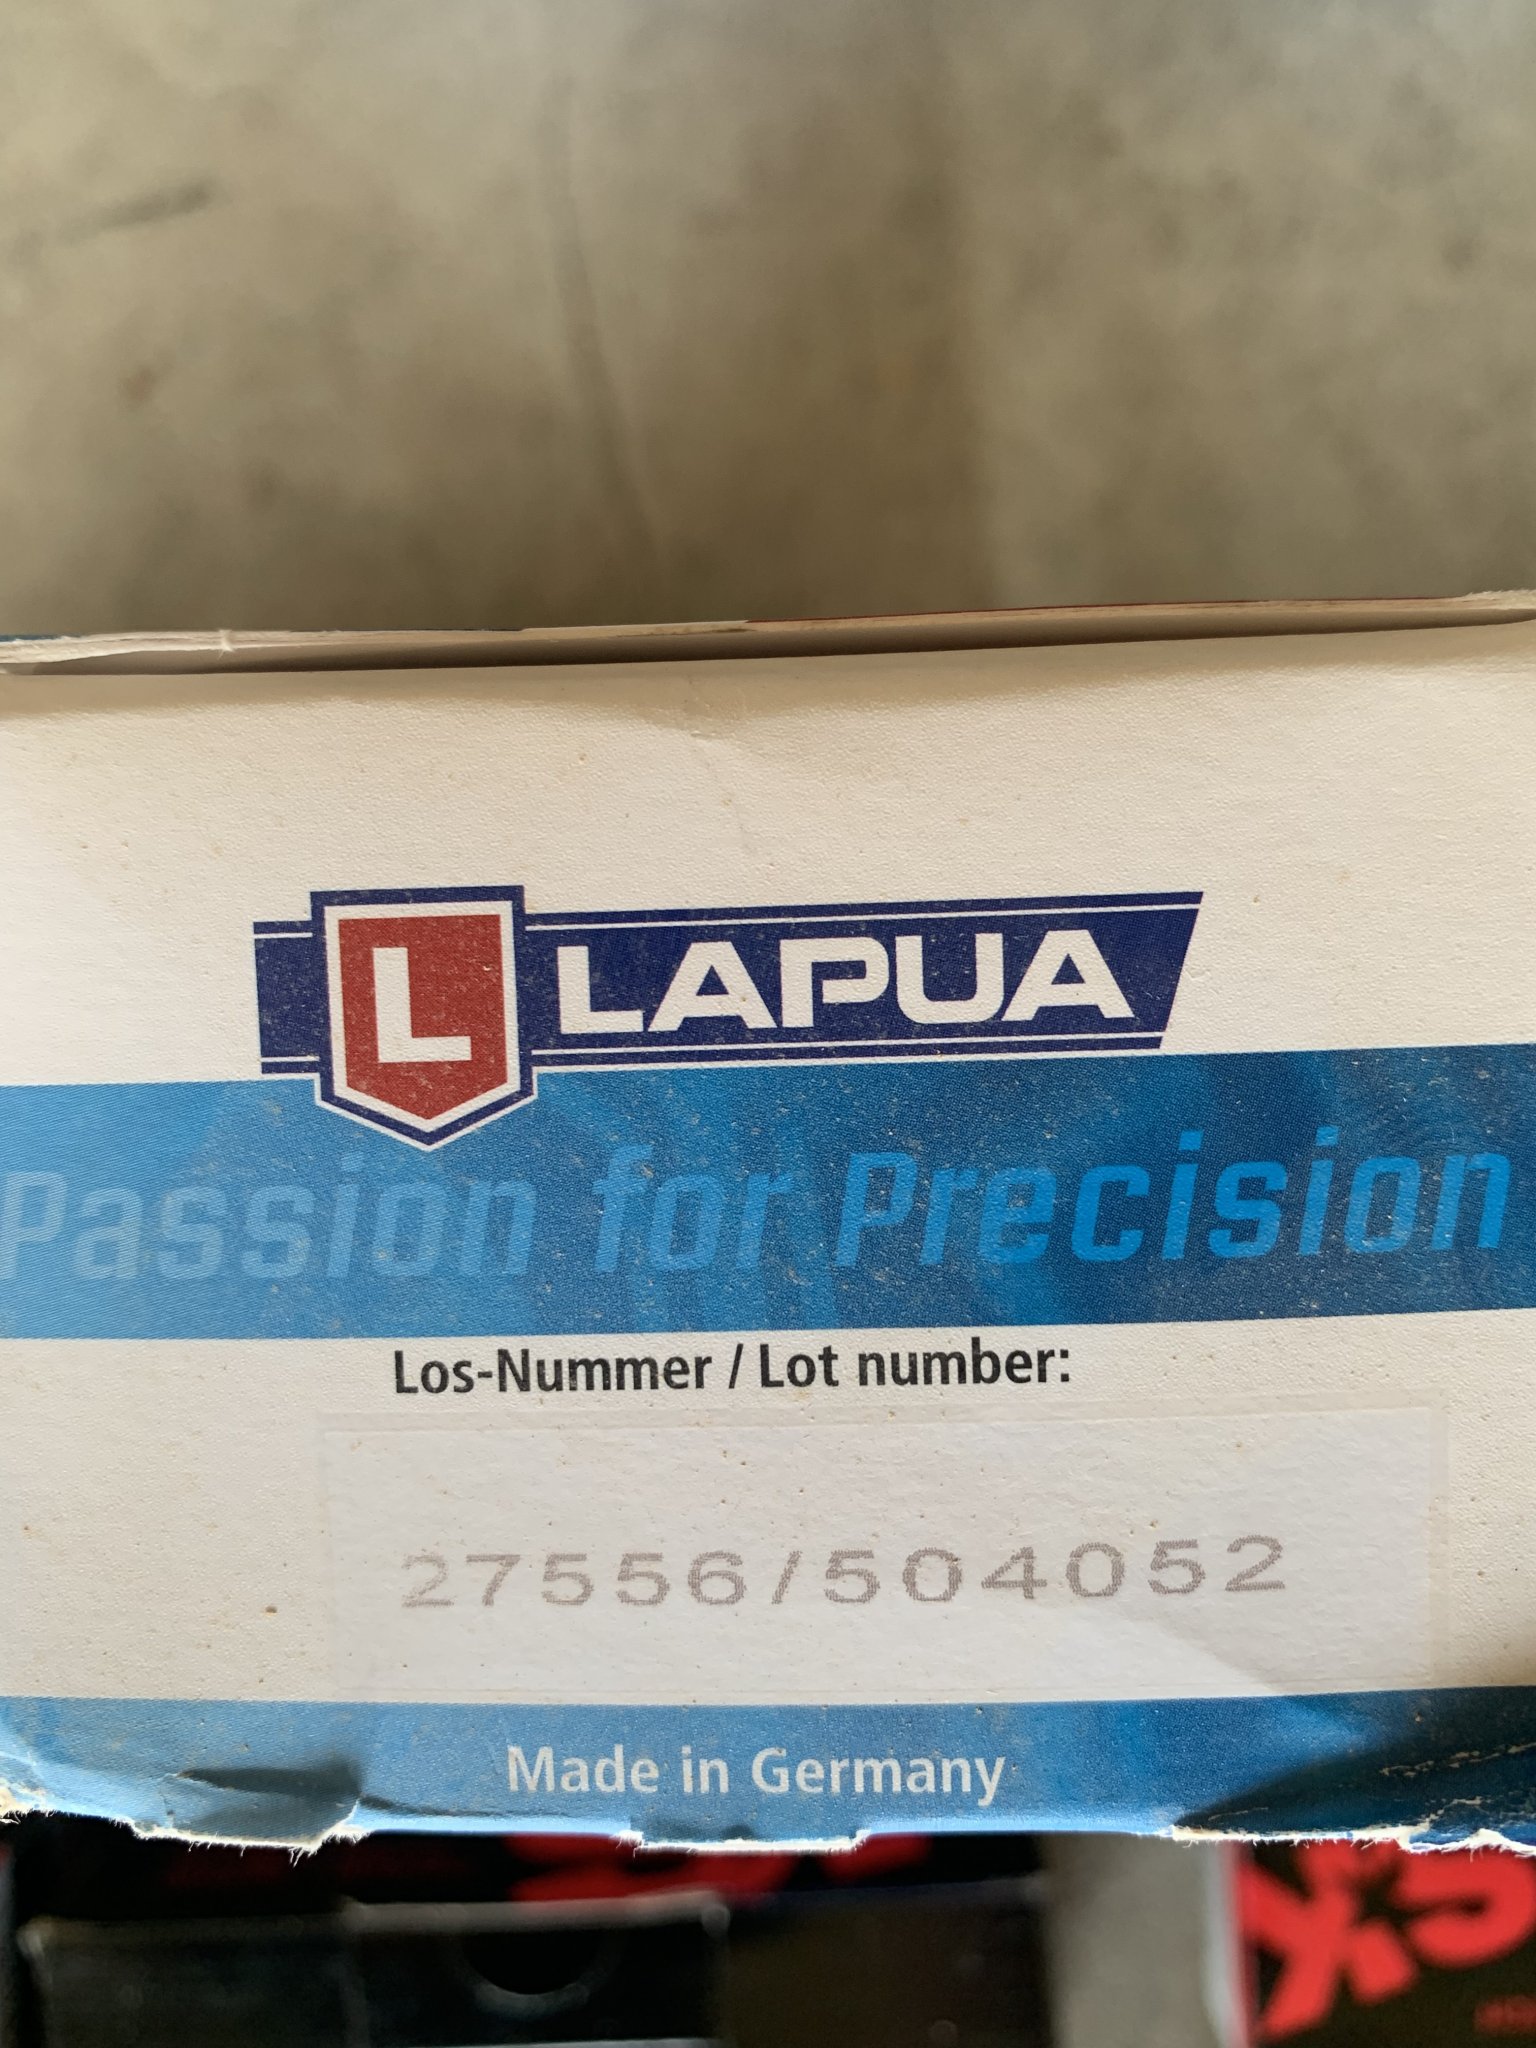 L LAPUA
Passion for Precision
Los-Nummer / Lot number:
27556/504052
Made in Germany